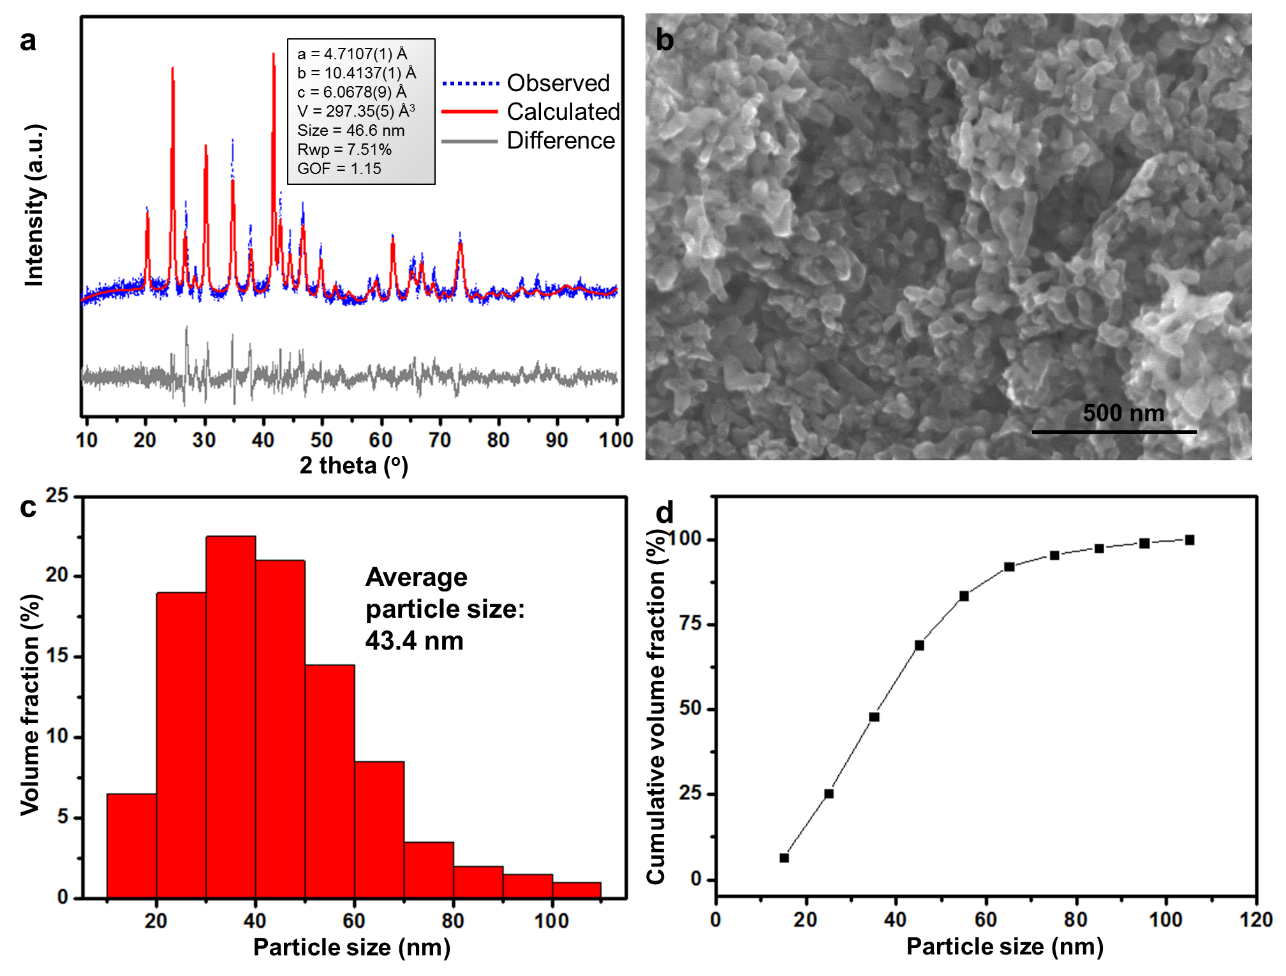 a
a = 4.7107(1) Å
b = 10.4137(1) Å
c = 6.0678(9) Å
V = 297.35(5) Å³
Size = 46.6 nm
Rwp = 7.51%
GOF = 1.15
Observed
Calculated
Difference
Intensity (a.u.)
10 20 30 40 50 60 70 80 90 100
2 theta (º)
b
500 nm
c
25
20
15
10
5
0
Volume fraction (%)
Average
particle size:
43.4 nm
20 40 60 80 100
Particle size (nm)
d
100
75
50
25
0
Cumulative volume fraction (%)
0 20 40 60 80 100 120
Particle size (nm)